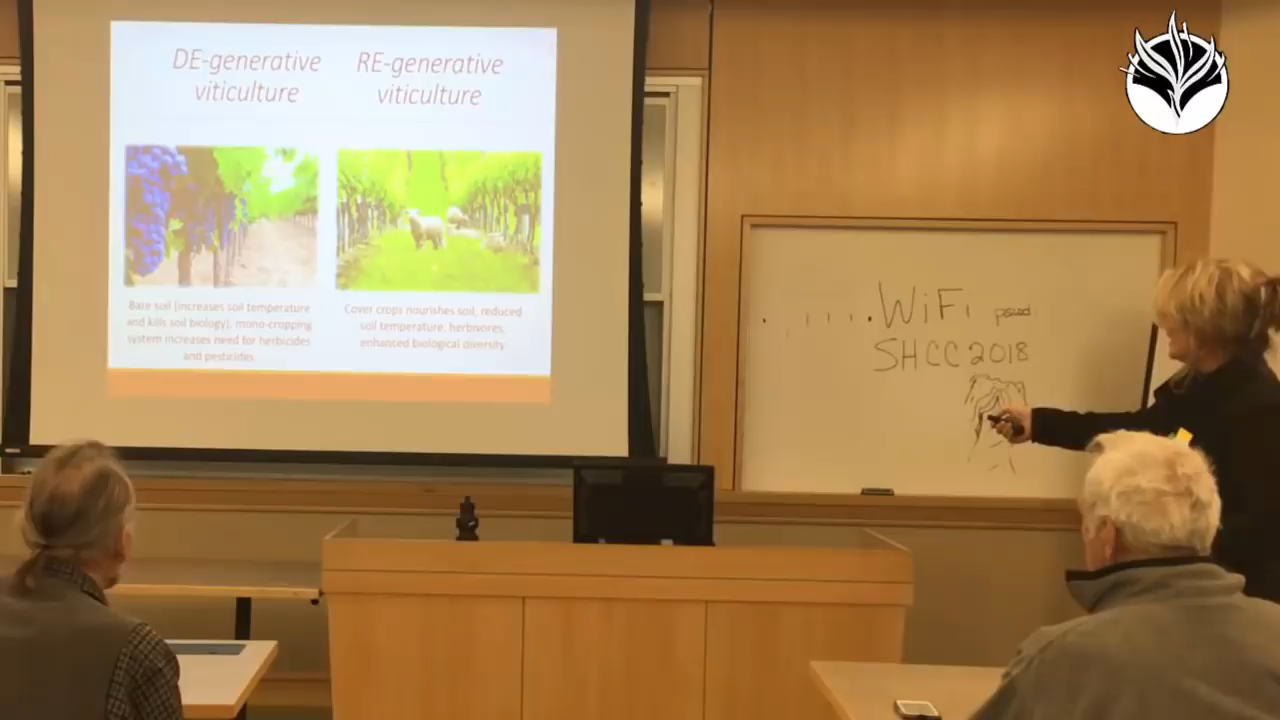 DE-generative
viticulture
RE-generative
viticulture
Bare soil (increases soil temperature
and kills soil biology), mono-cropping
system increases need for herbicides
and pesticides.
Cover crops nourishes soil, reduced
soil temperature, herbivores,
enhanced biological diversity
WiFi
SHCC2018